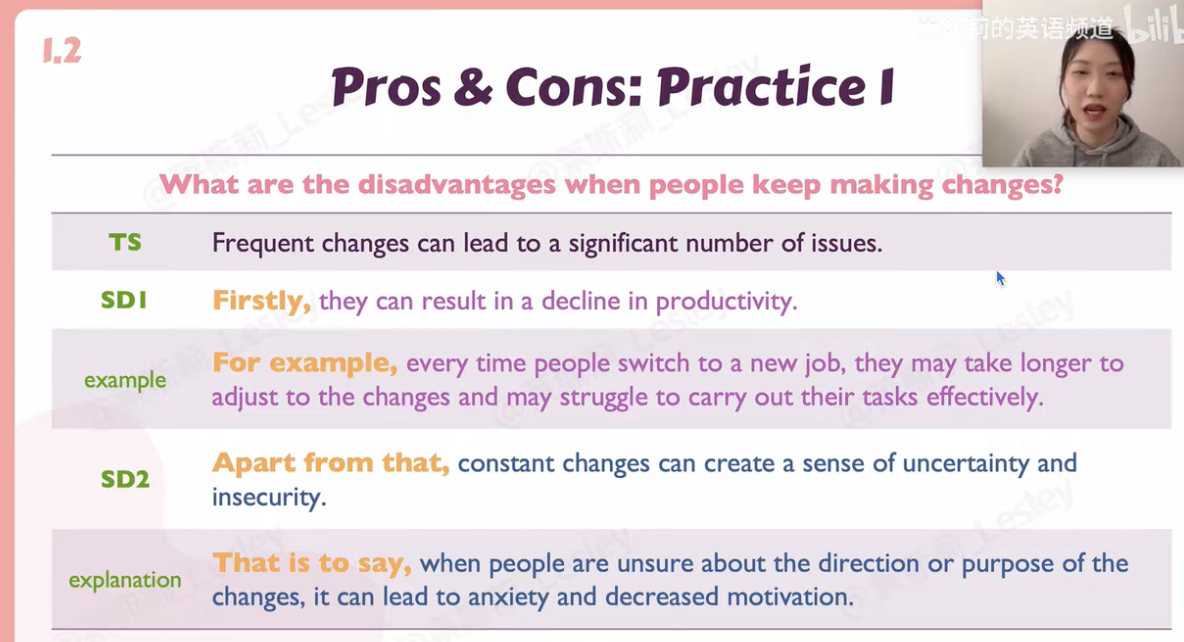 莉的英语频道 bilib
1.2
Pros & Cons: Practice 1
What are the disadvantages when people keep making changes?
TS
Frequent changes can lead to a significant number of issues.
SD1
Firstly, they can result in a decline in productivity.
example
For example, every time people switch to a new job, they may take longer to
adjust to the changes and may struggle to carry out their tasks effectively.
SD2
Apart from that, constant changes can create a sense of uncertainty and
insecurity.
explanation
That is to say, when people are unsure about the direction or purpose of the
changes, it can lead to anxiety and decreased motivation.